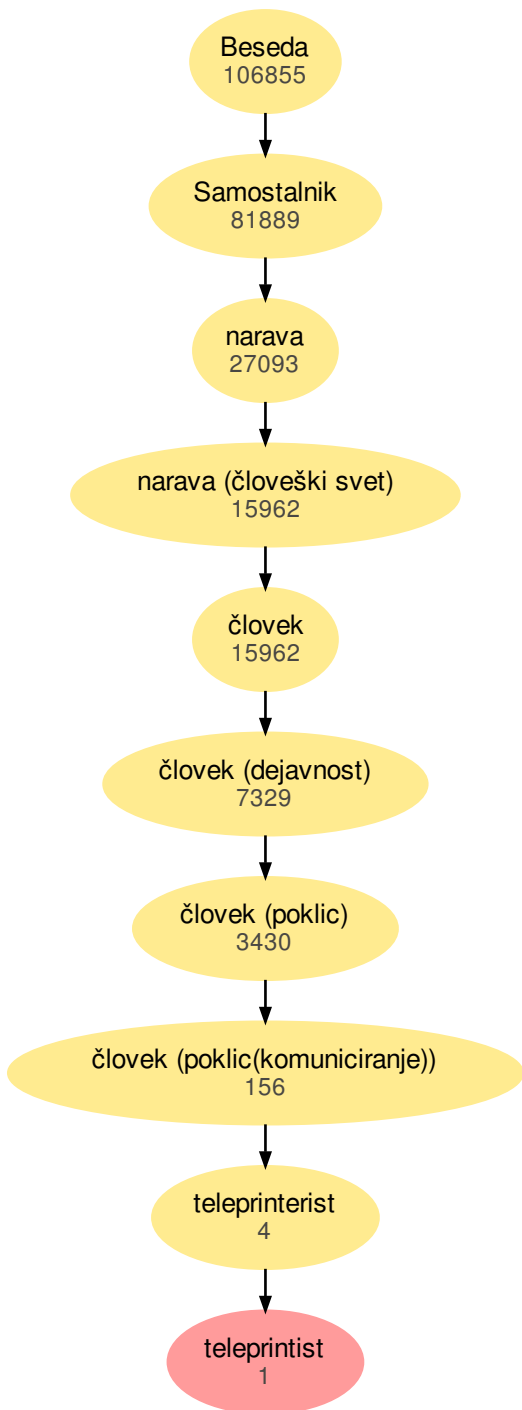 Beseda
106855
Samostalnik
81889
narava
27093
narava (človeški svet)
15962
človek
15962
človek (dejavnost)
7329
človek (poklic)
3430
človek (poklic(komuniciranje))
156
teleprinterist
4
teleprintist
1